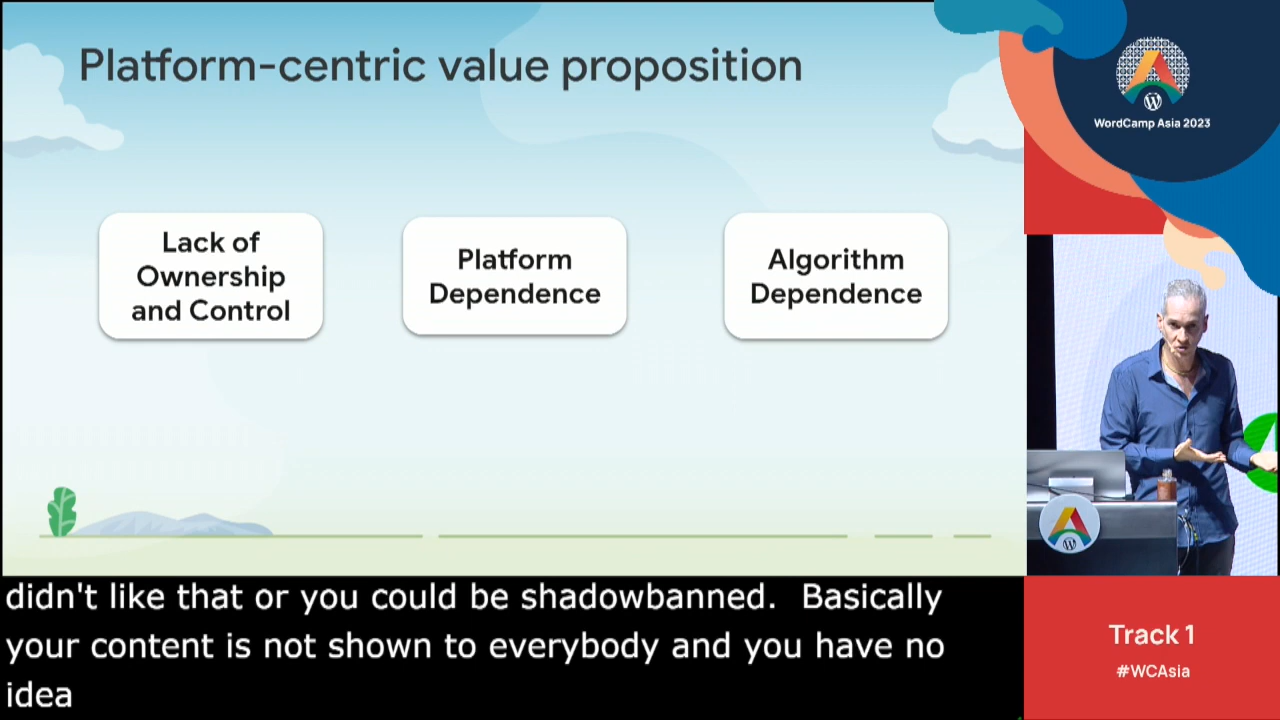 Platform-centric value proposition
Lack of
Ownership
and Control
Platform
Dependence
Algorithm
Dependence
WordCamp Asia 2023
didn't like that or you could be shadowbanned.  Basically
your content is not shown to everybody and you have no
idea
Track 1
#WCAsia